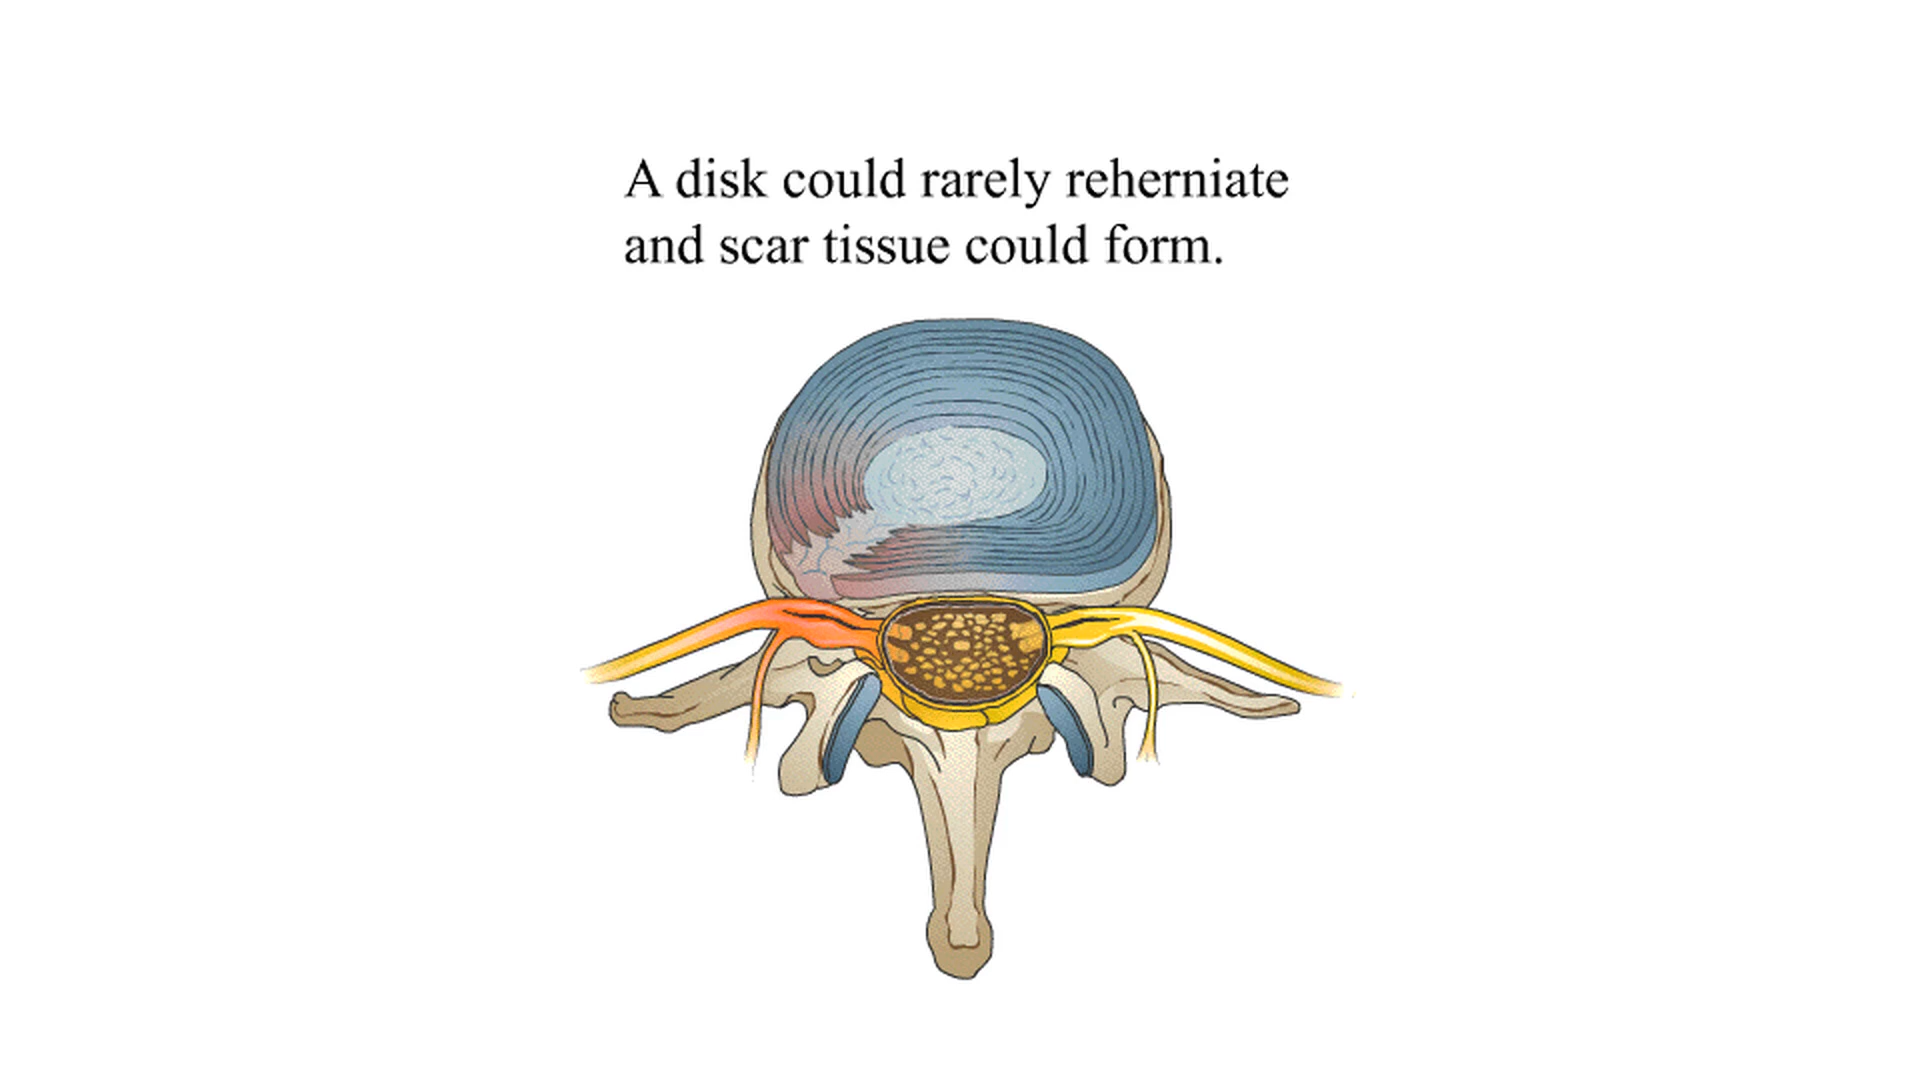 A disk could rarely reherniate
and scar tissue could form.